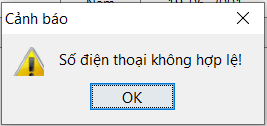 Cảnh báo
Số điện thoại không hợp lệ!
OK